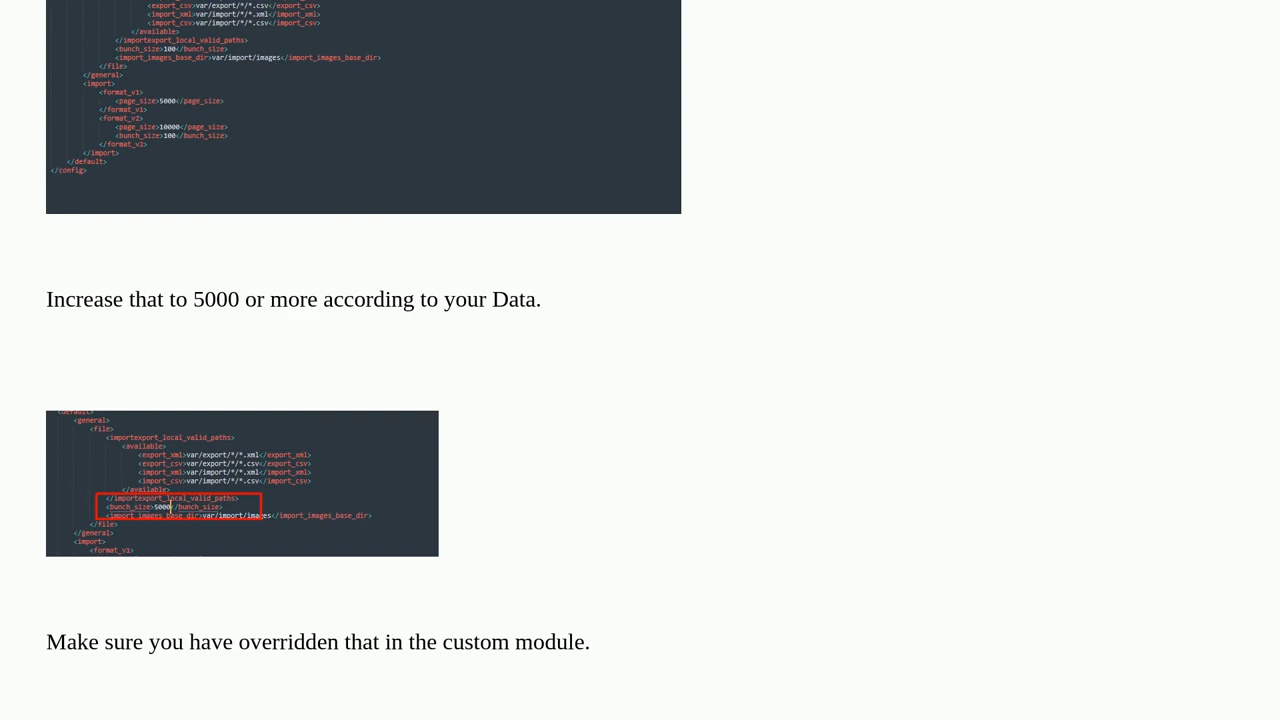 <export_csv>var/export/*/*.csv</export_csv>
<import_xml>var/import/*/*.xml</import_xml>
<import_csv>var/import/*/*.csv</import_csv>
</available>
</importexport_local_valid_paths>
<bunch_size>100</bunch_size>
<import_images_base_dir>var/import/images</import_images_base_dir>
</file>
</general>
<import>
<format_v1>
<page_size>5000</page_size>
</format_v1>
<format_v2>
<page_size>10000</page_size>
<bunch_size>100</bunch_size>
</format_v2>
</import>
</default>
</config>
Increase that to 5000 or more according to your Data.
<default>
<general>
<file>
<importexport_local_valid_paths>
<available>
<export_xml>var/export/*/*.xml</export_xml>
<export_csv>var/export/*/*.csv</export_csv>
<import_xml>var/import/*/*.xml</import_xml>
<import_csv>var/import/*/*.csv</import_csv>
</available>
</importexport_local_valid_paths>
<bunch_size>5000</bunch_size>
<import_images_base_dir>var/import/images</import_images_base_dir>
</file>
</general>
<import>
<format_v1>
Make sure you have overridden that in the custom module.